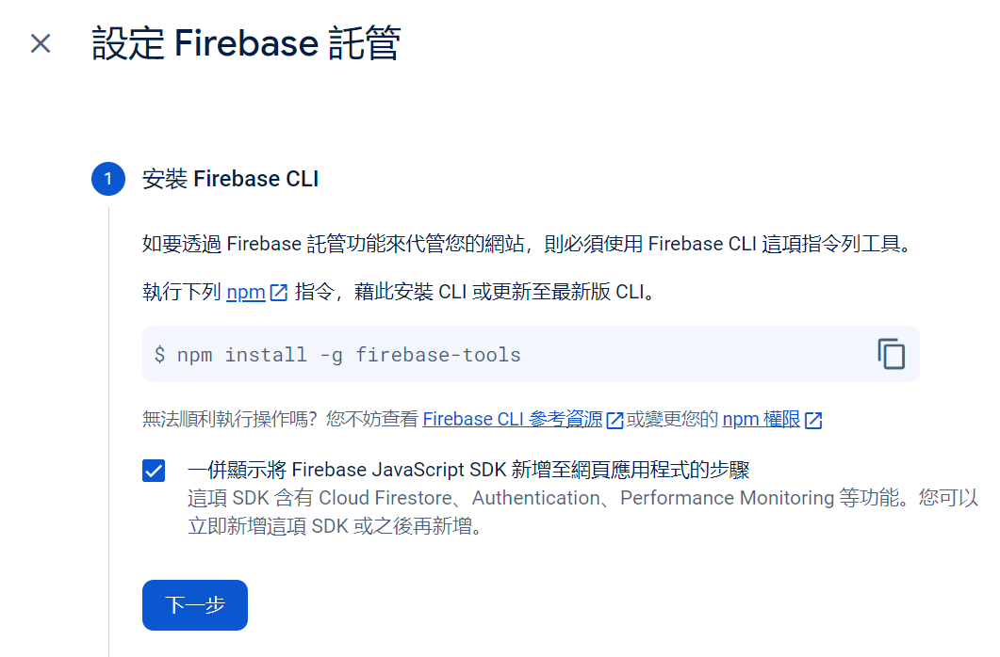 設定 Firebase 託管
1 安裝 Firebase CLI
如要透過 Firebase 託管功能來代管您的網站，則必須使用 Firebase CLI 這項指令列工具。
執行下列 npm 指令，藉此安裝 CLI 或更新至最新版 CLI。
$ npm install -g firebase-tools
無法順利執行操作嗎？您不妨查看 Firebase CLI 參考資源 或變更您的 npm 權限
一併顯示將 Firebase JavaScript SDK 新增至網頁應用程式的步驟
這項 SDK 含有 Cloud Firestore、Authentication、Performance Monitoring 等功能。您可以
立即新增這項 SDK 或之後再新增。
下一步